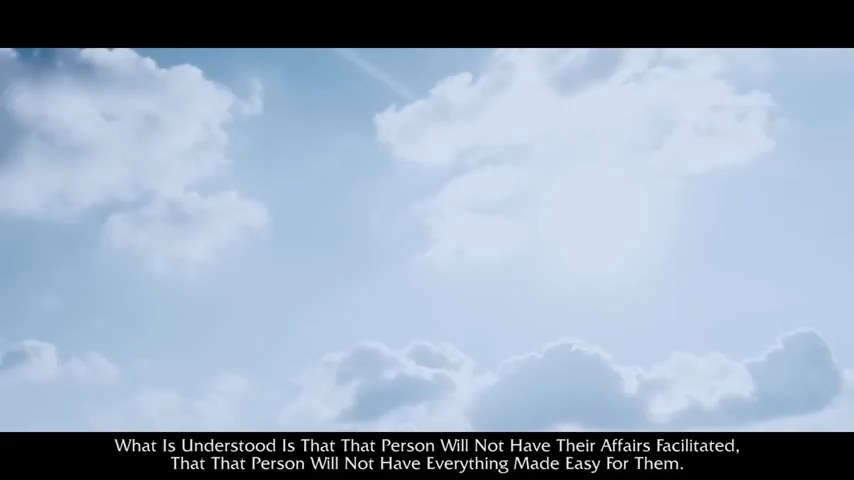 What Is Understood Is That That Person Will Not Have Their Affairs Facilitated,
That That Person Will Not Have Everything Made Easy For Them.